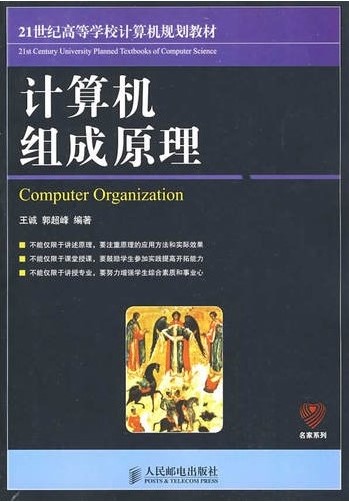 21世纪高等学校计算机规划教材
21st Century University Planned Textbooks of Computer Science
计算机
组成原理
Computer Organization
王诚 郭超峰 编著
不能仅限于讲述原理，要注重原理的应用方法和实际效果
不能仅限于课堂授课，要鼓励学生参加实践提高开拓能力
不能仅限于讲授专业，要努力增强学生综合素质和事业心
名家系列
人民邮电出版社
POSTS & TELECOM PRESS